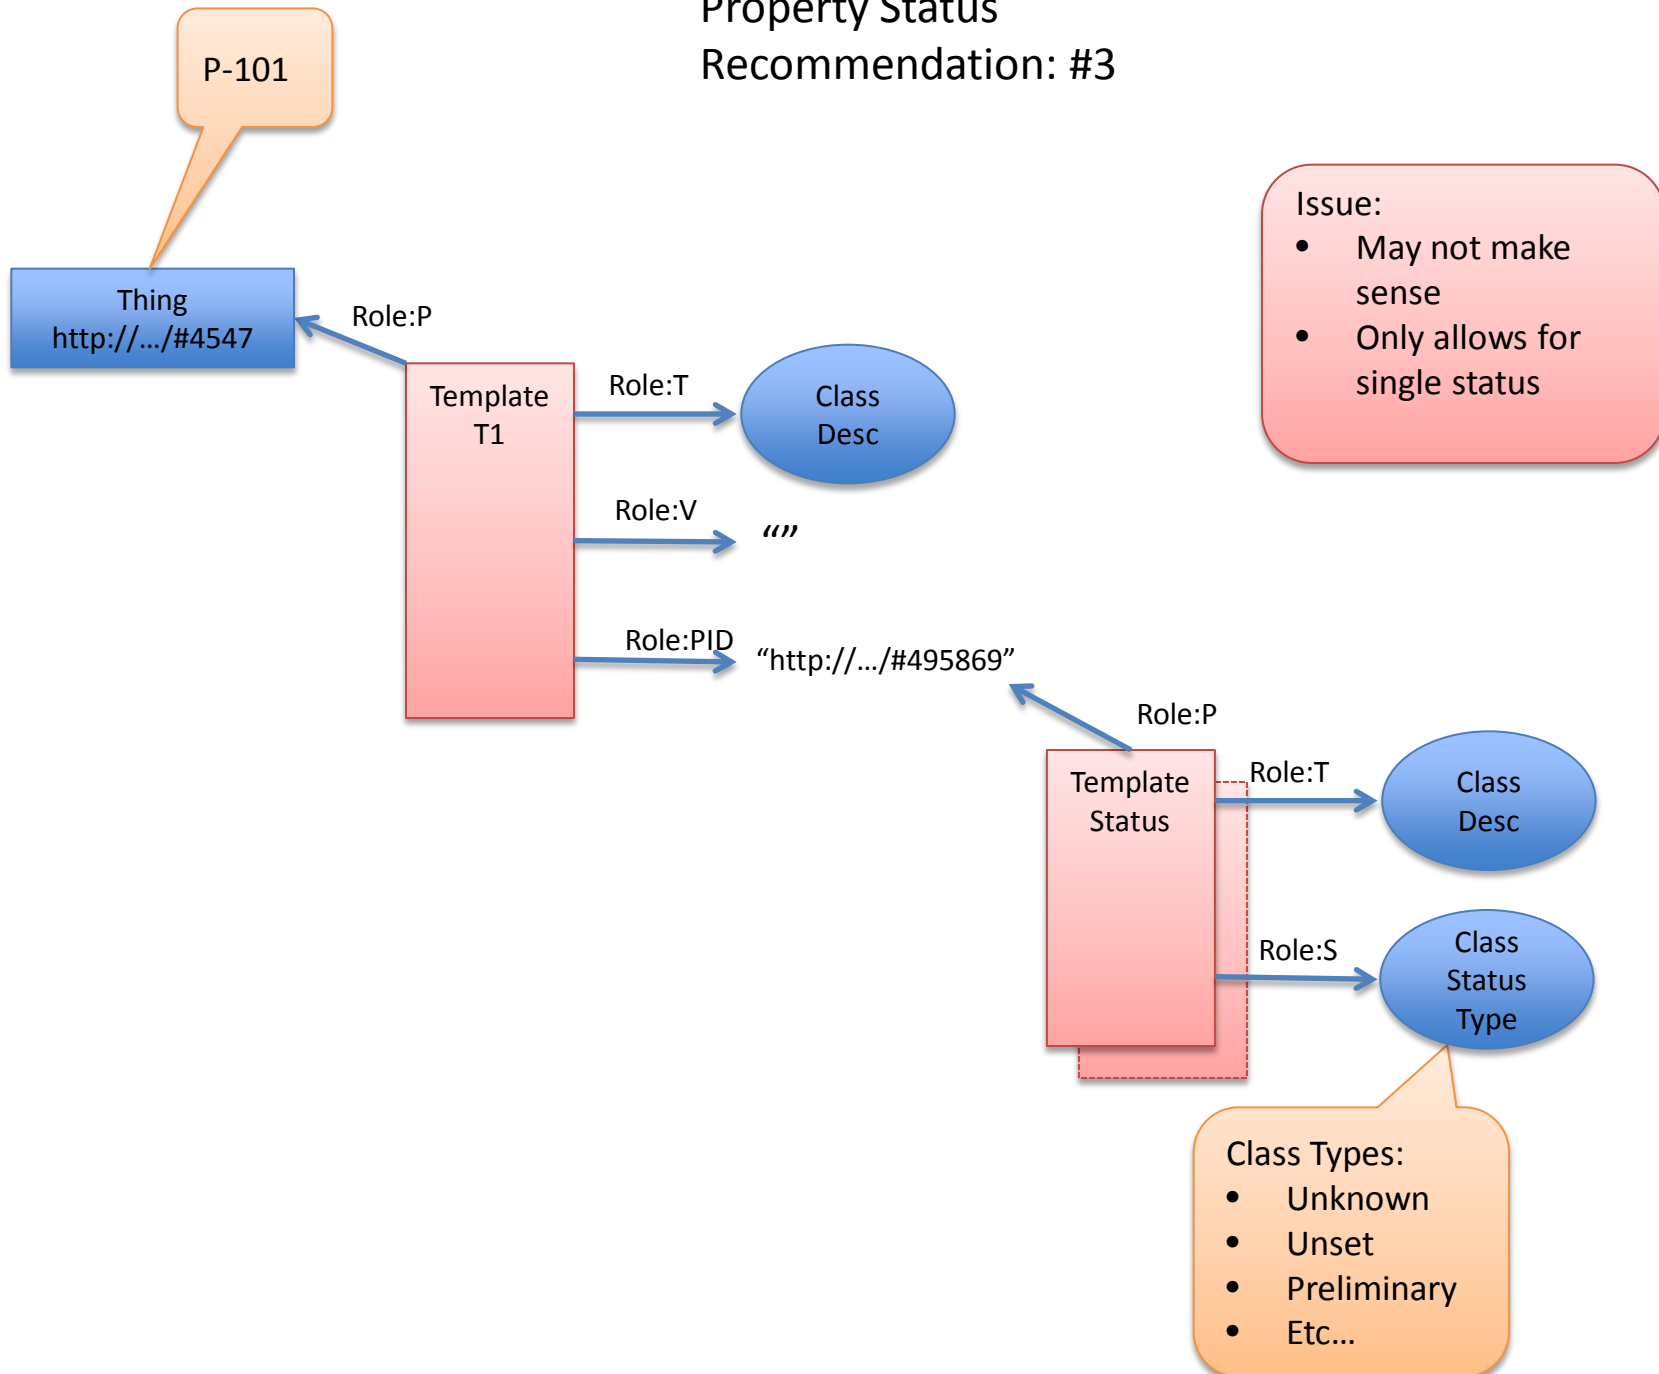 Property Status
Recommendation: #3
P-101
Issue:
• May not make
sense
• Only allows for
single status
Thing
http://.../#4547
Role:P
Template
T1
Role:T
Class
Desc
Role:V
“”
Role:PID
“http://.../#495869”
Role:P
Template
Status
Role:T
Class
Desc
Role:S
Class
Status
Type
Class Types:
• Unknown
• Unset
• Preliminary
• Etc...